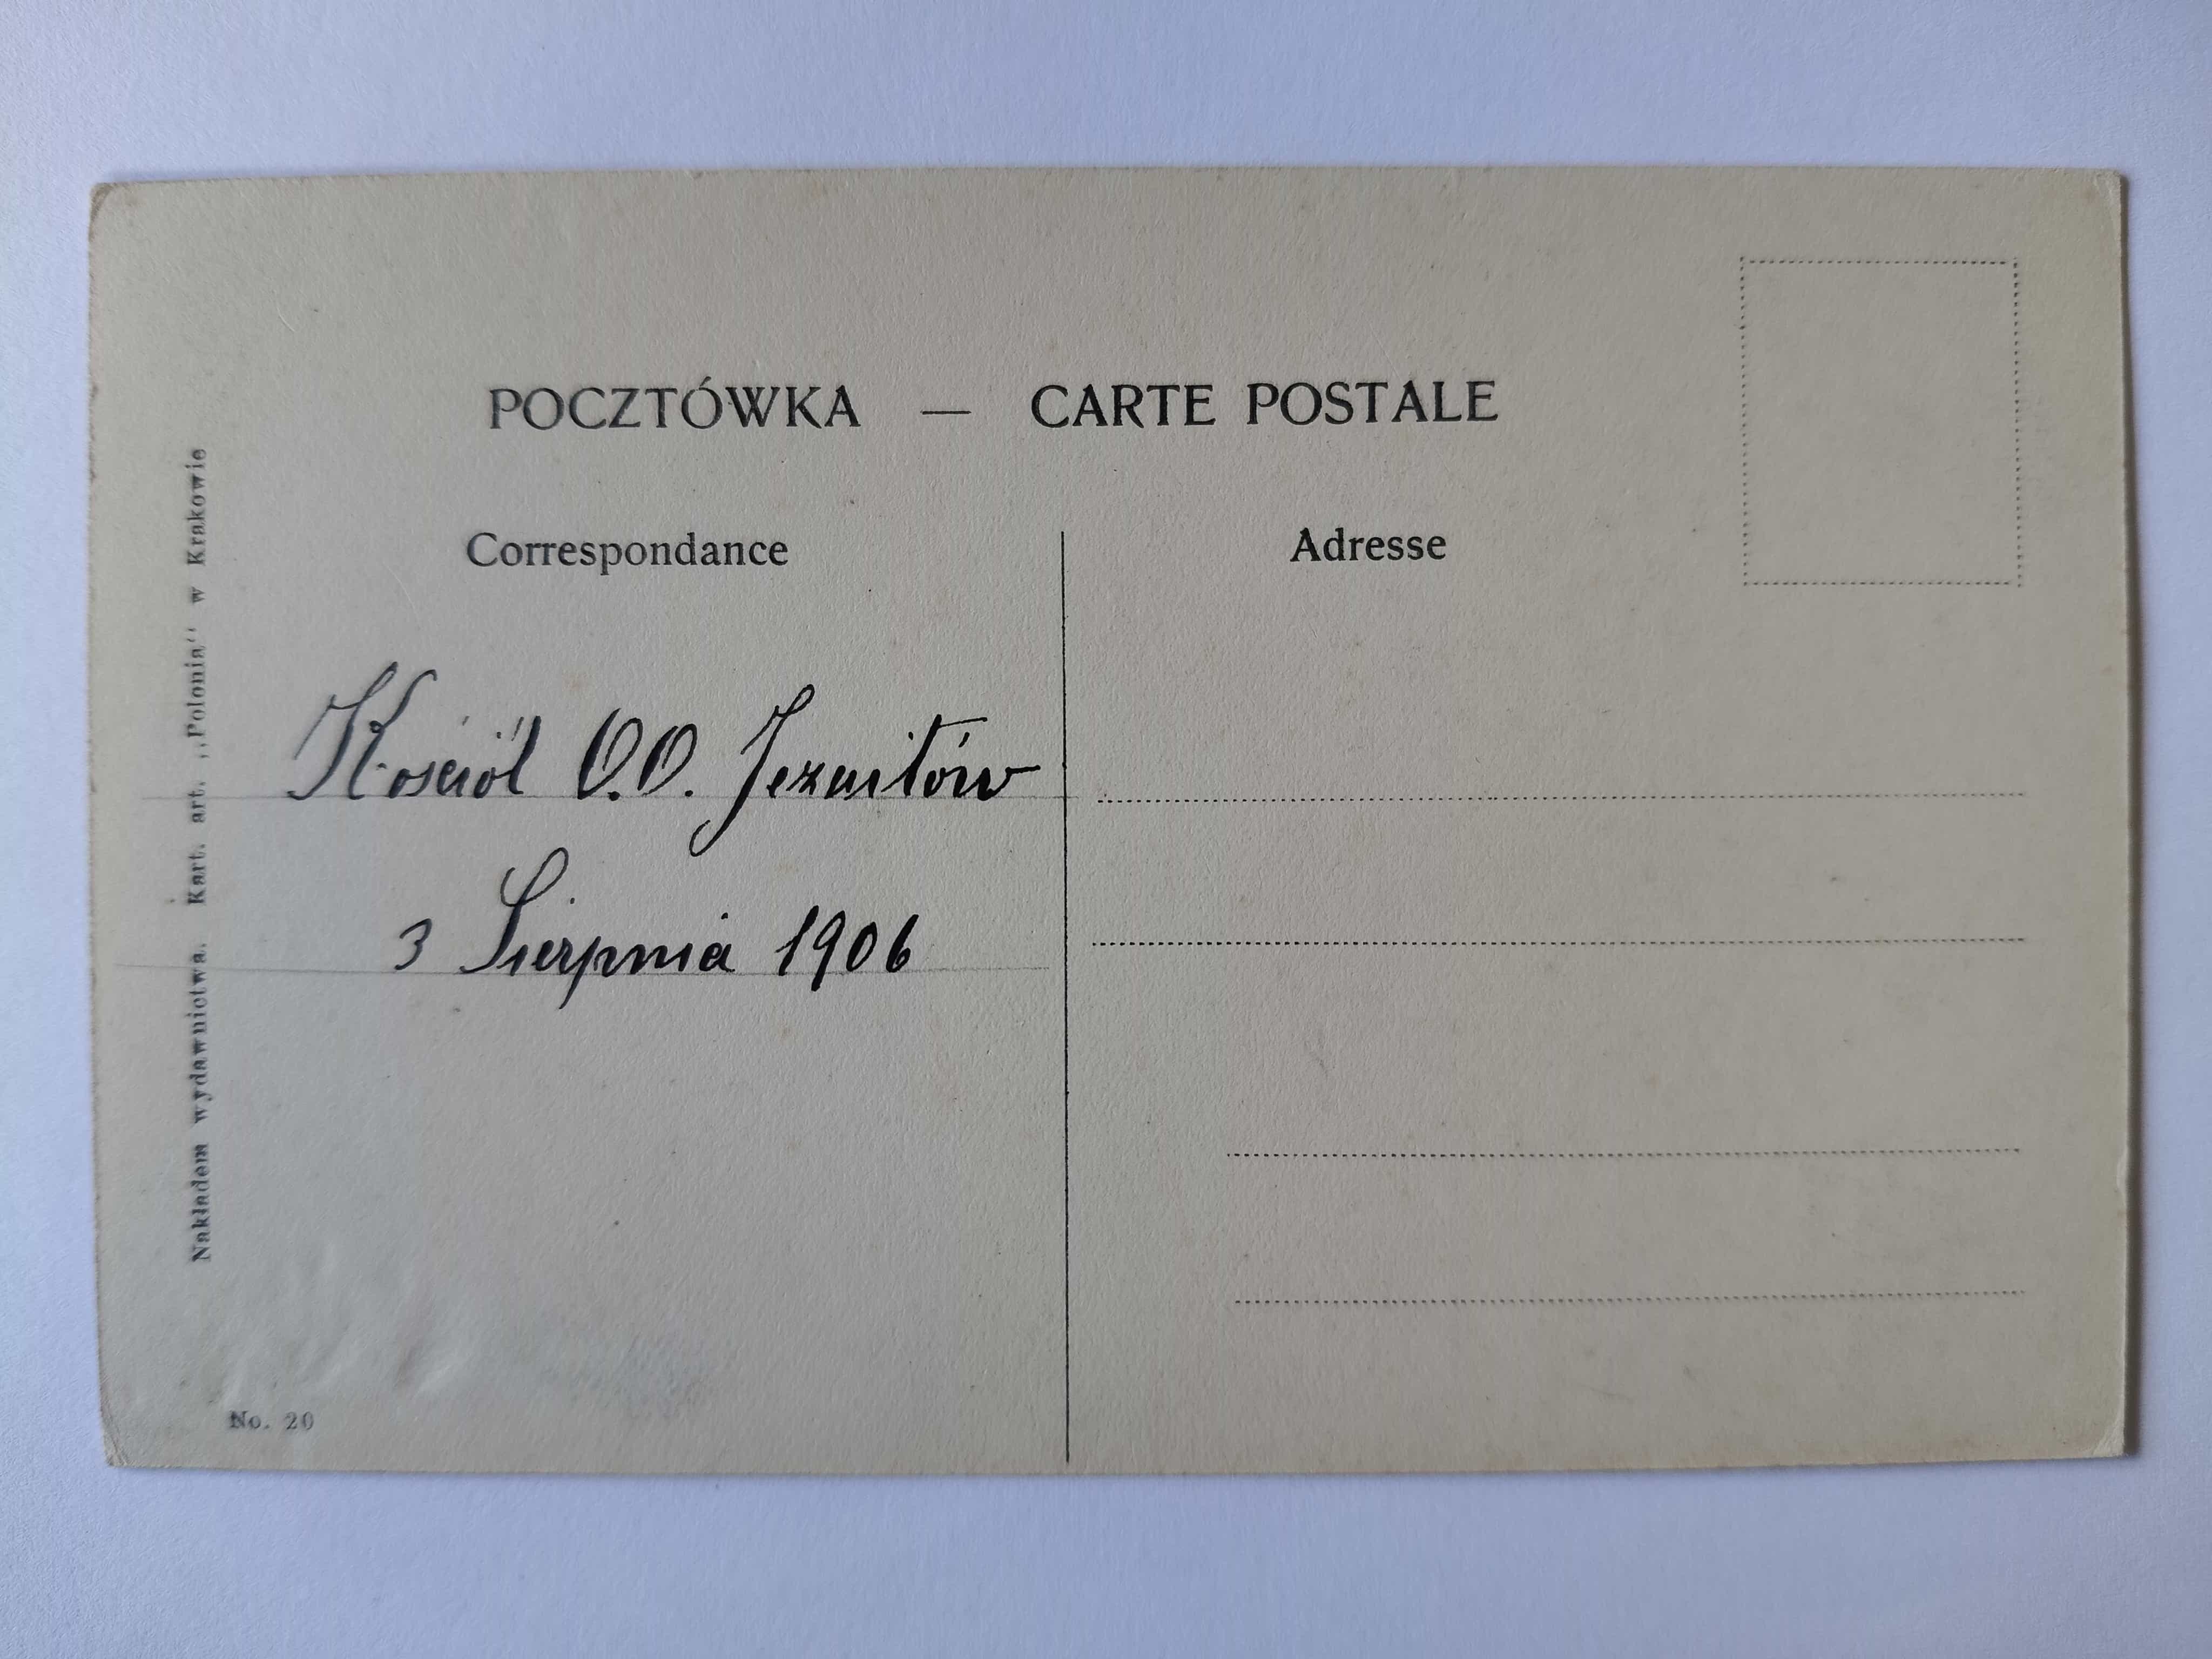 POCZTÓWKA — CARTE POSTALE
Correspondance
Adresse
Kościół O.O. Jezuitów
3 Sierpnia 1906
Nakładem wydawnictwa. Kart. art. „Polonia" w Krakowie
No. 20